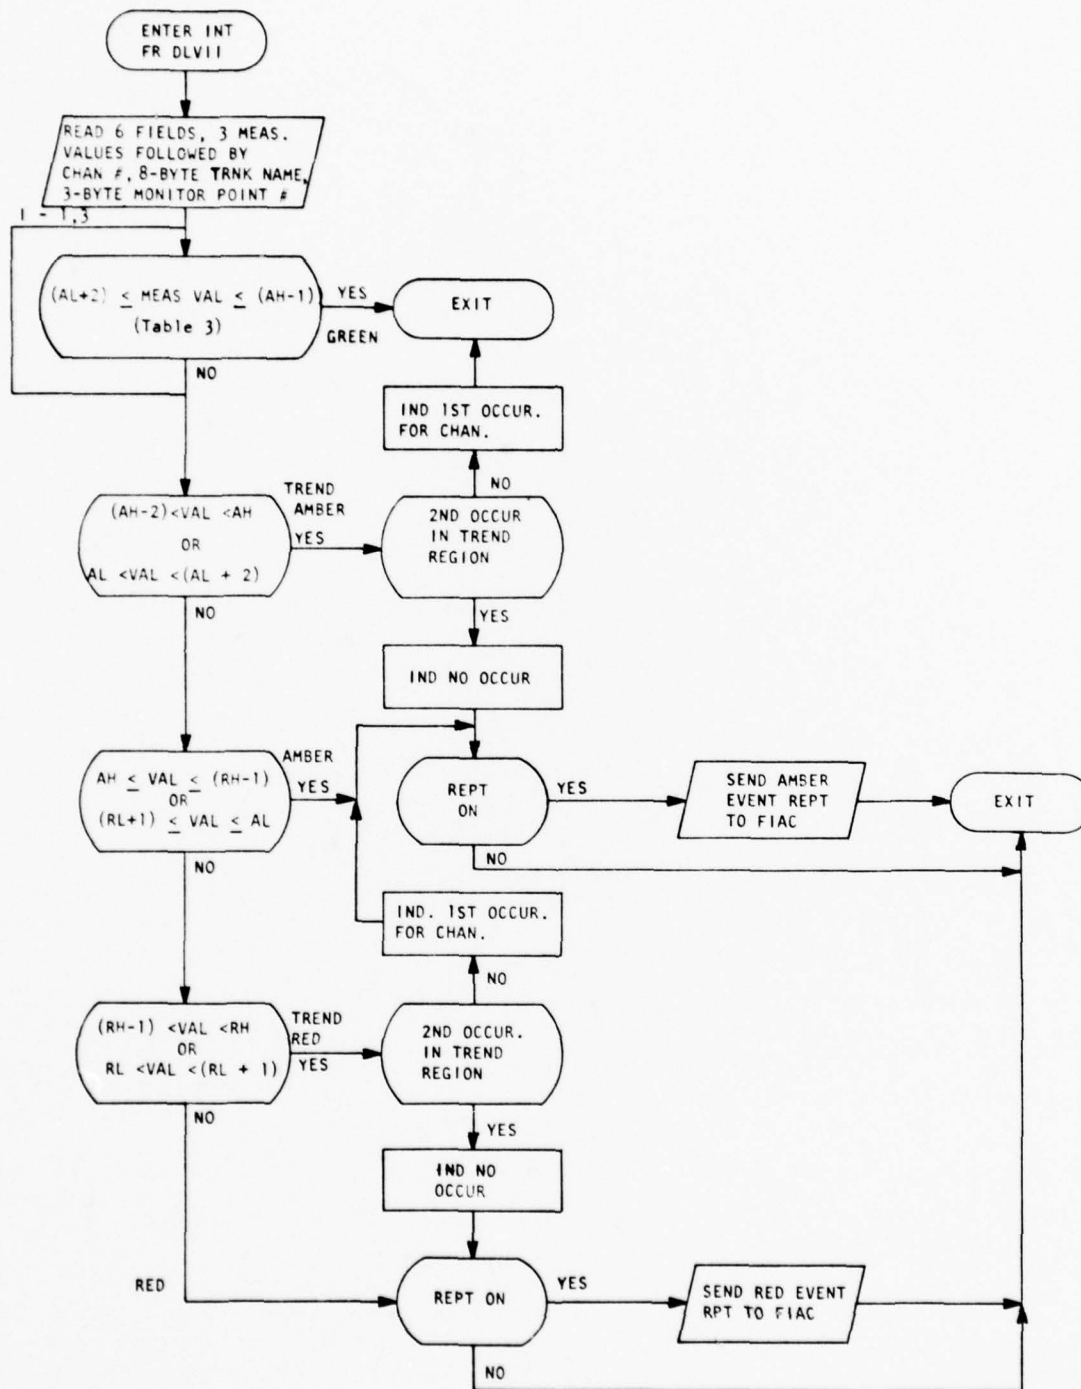 ENTER INT
FR DLVII
READ 6 FIELDS, 3 MEAS.
VALUES FOLLOWED BY
CHAN #, 8-BYTE TRNK NAME,
3-BYTE MONITOR POINT #
I - 1,3
(AL+2) ≤ MEAS VAL ≤ (AH-1)
(Table 3)
YES
GREEN
EXIT
NO
IND 1ST OCCUR.
FOR CHAN.
NO
(AH-2)<VAL <AH
OR
AL <VAL <(AL + 2)
TREND
AMBER
YES
2ND OCCUR
IN TREND
REGION
NO
YES
IND NO OCCUR
AH ≤ VAL ≤ (RH-1)
OR
(RL+1) ≤ VAL ≤ AL
AMBER
YES
REPT
ON
YES
SEND AMBER
EVENT REPT
TO FIAC
EXIT
NO
NO
IND. 1ST OCCUR.
FOR CHAN.
NO
(RH-1) <VAL <RH
OR
RL <VAL <(RL + 1)
TREND
RED
YES
2ND OCCUR.
IN TREND
REGION
NO
YES
IND NO
OCCUR
RED
REPT ON
YES
SEND RED EVENT
RPT TO FIAC
NO